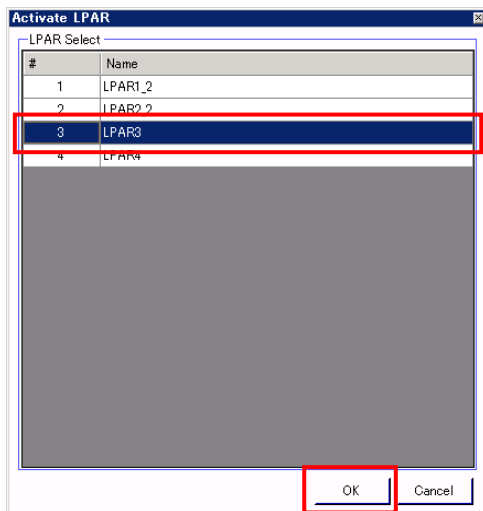 Activate LPAR
LPAR Select
# Name
1 LPAR1_2
2 LPAR2_2
3 LPAR3
4 LPAR4
OK Cancel